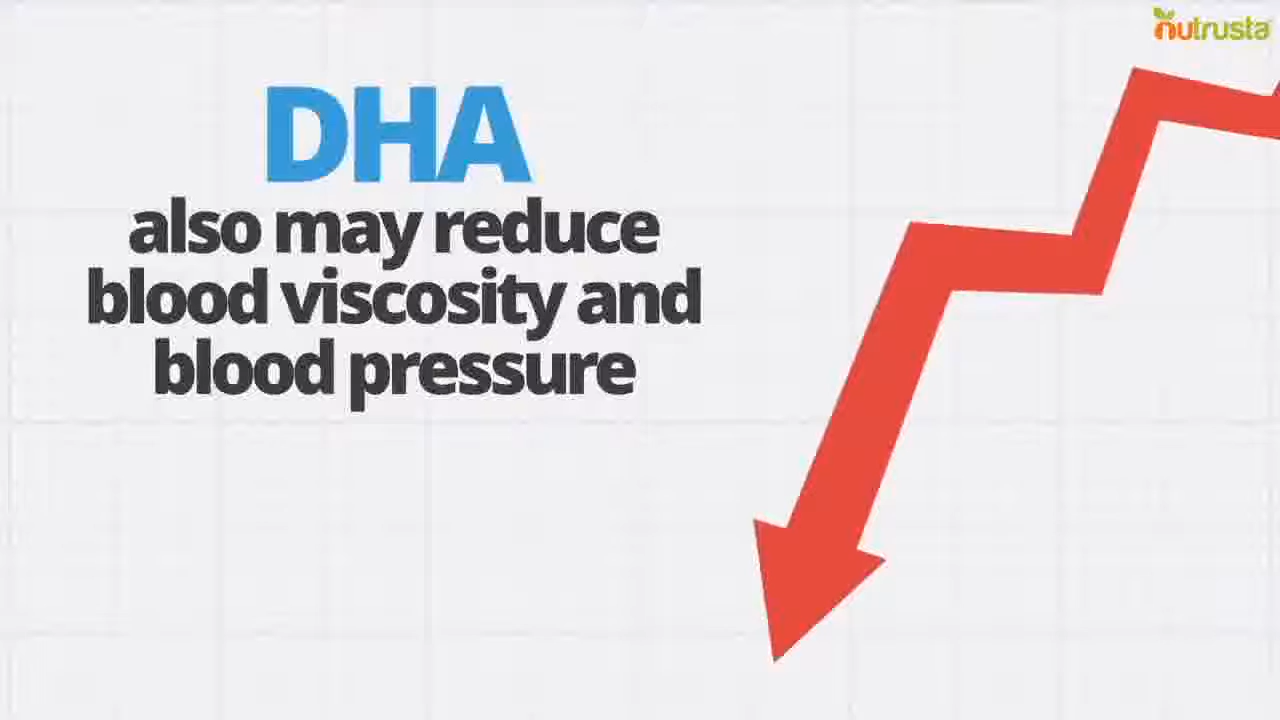 nutrusta
DHA
also may reduce
blood viscosity and
blood pressure